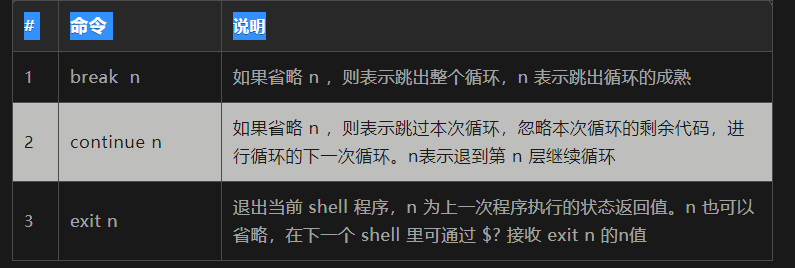 # 命令 说明
1 break n 如果省略 n ，则表示跳出整个循环，n 表示跳出循环的成熟
2 continue n 如果省略 n ，则表示跳过本次循环，忽略本次循环的剩余代码，进
行循环的下一次循环。n表示退到第 n 层继续循环
3 exit n 退出当前 shell 程序，n 为上一次程序执行的状态返回值。n 也可以
省略，在下一个 shell 里可通过 $? 接收 exit n 的n值